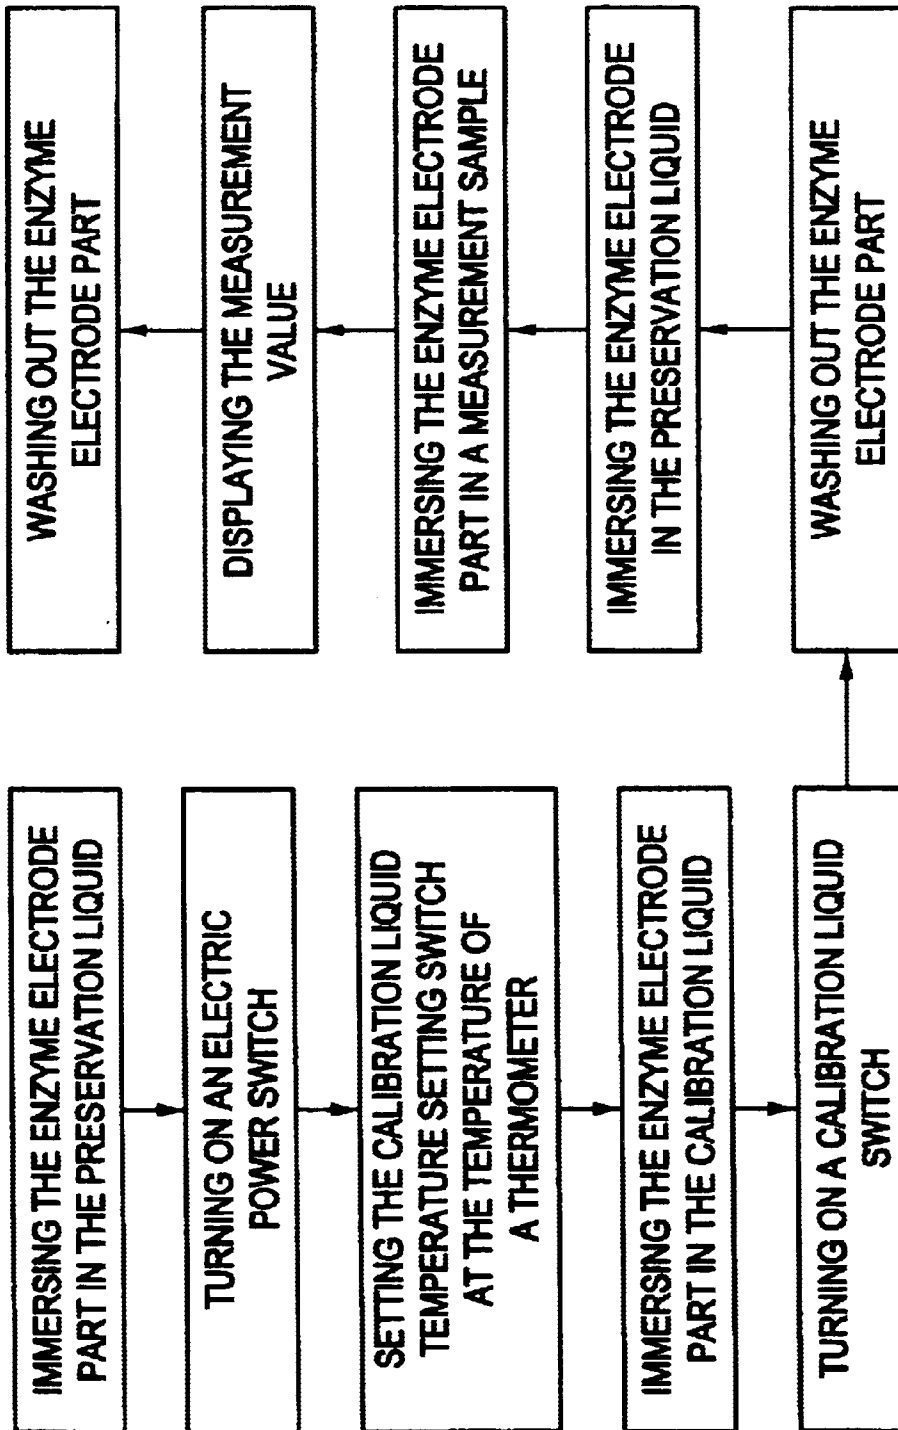 IMMERSING THE ENZYME ELECTRODE
PART IN THE PRESERVATION LIQUID
TURNING ON AN ELECTRIC
POWER SWITCH
SETTING THE CALIBRATION LIQUID
TEMPERATURE SETTING SWITCH
AT THE TEMPERATURE OF
A THERMOMETER
IMMERSING THE ENZYME ELECTRODE
PART IN THE CALIBRATION LIQUID
TURNING ON A CALIBRATION LIQUID
SWITCH
WASHING OUT THE ENZYME
ELECTRODE PART
IMMERSING THE ENZYME ELECTRODE
IN THE PRESERVATION LIQUID
IMMERSING THE ENZYME ELECTRODE
PART IN A MEASUREMENT SAMPLE
DISPLAYING THE MEASUREMENT
VALUE
WASHING OUT THE ENZYME
ELECTRODE PART